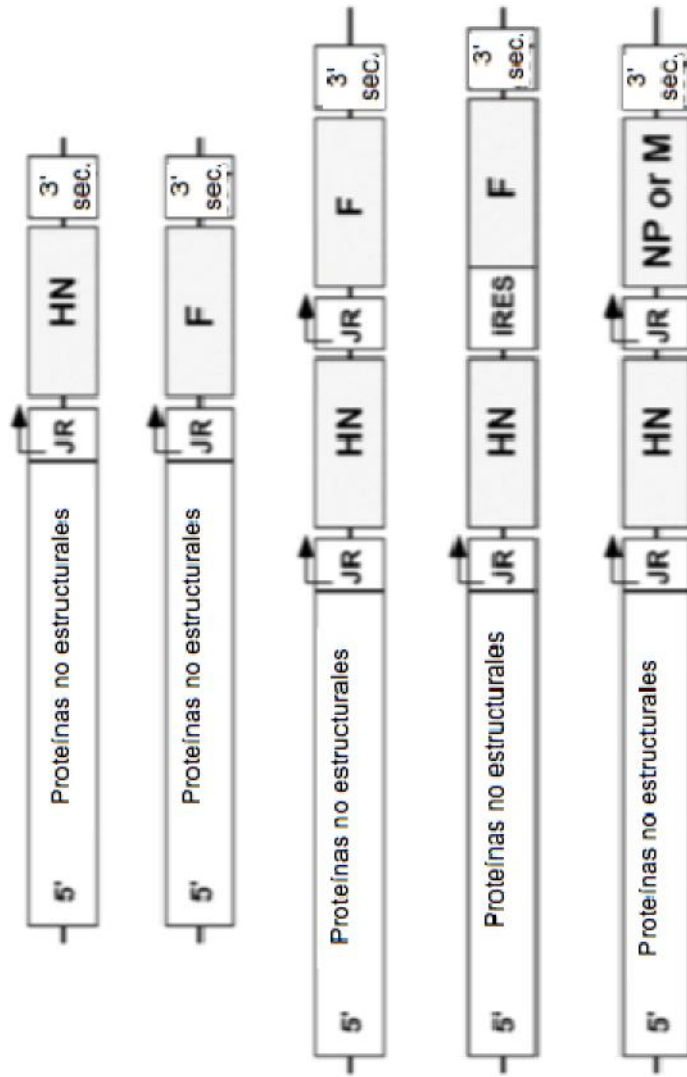 5' Proteínas no estructurales JR HN 3'
sec.
5' Proteínas no estructurales JR F 3'
sec.
5' Proteínas no estructurales JR HN JR F 3'
sec.
5' Proteínas no estructurales JR HN IRES F 3'
sec.
5' Proteínas no estructurales JR HN JR NP or M 3'
sec.